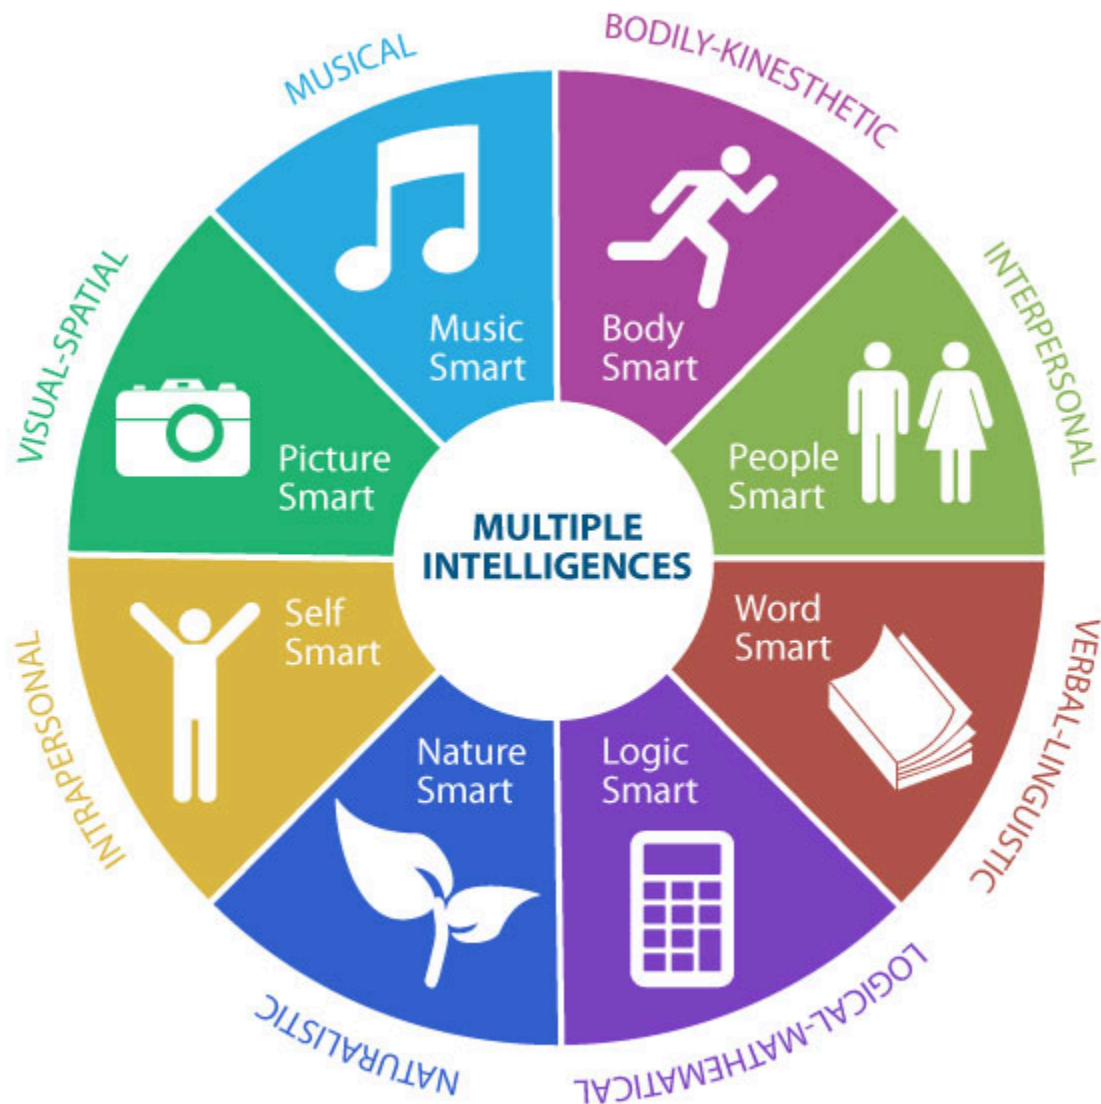 MUSICAL
BODILY-KINESTHETIC
INTERPERSONAL
VERBAL-LINGUISTIC
LOGICAL-MATHEMATICAL
NATURALISTIC
INTRAPERSONAL
VISUAL-SPATIAL
Music
Smart
Body
Smart
People
Smart
Word
Smart
Logic
Smart
Nature
Smart
Self
Smart
Picture
Smart
MULTIPLE
INTELLIGENCES